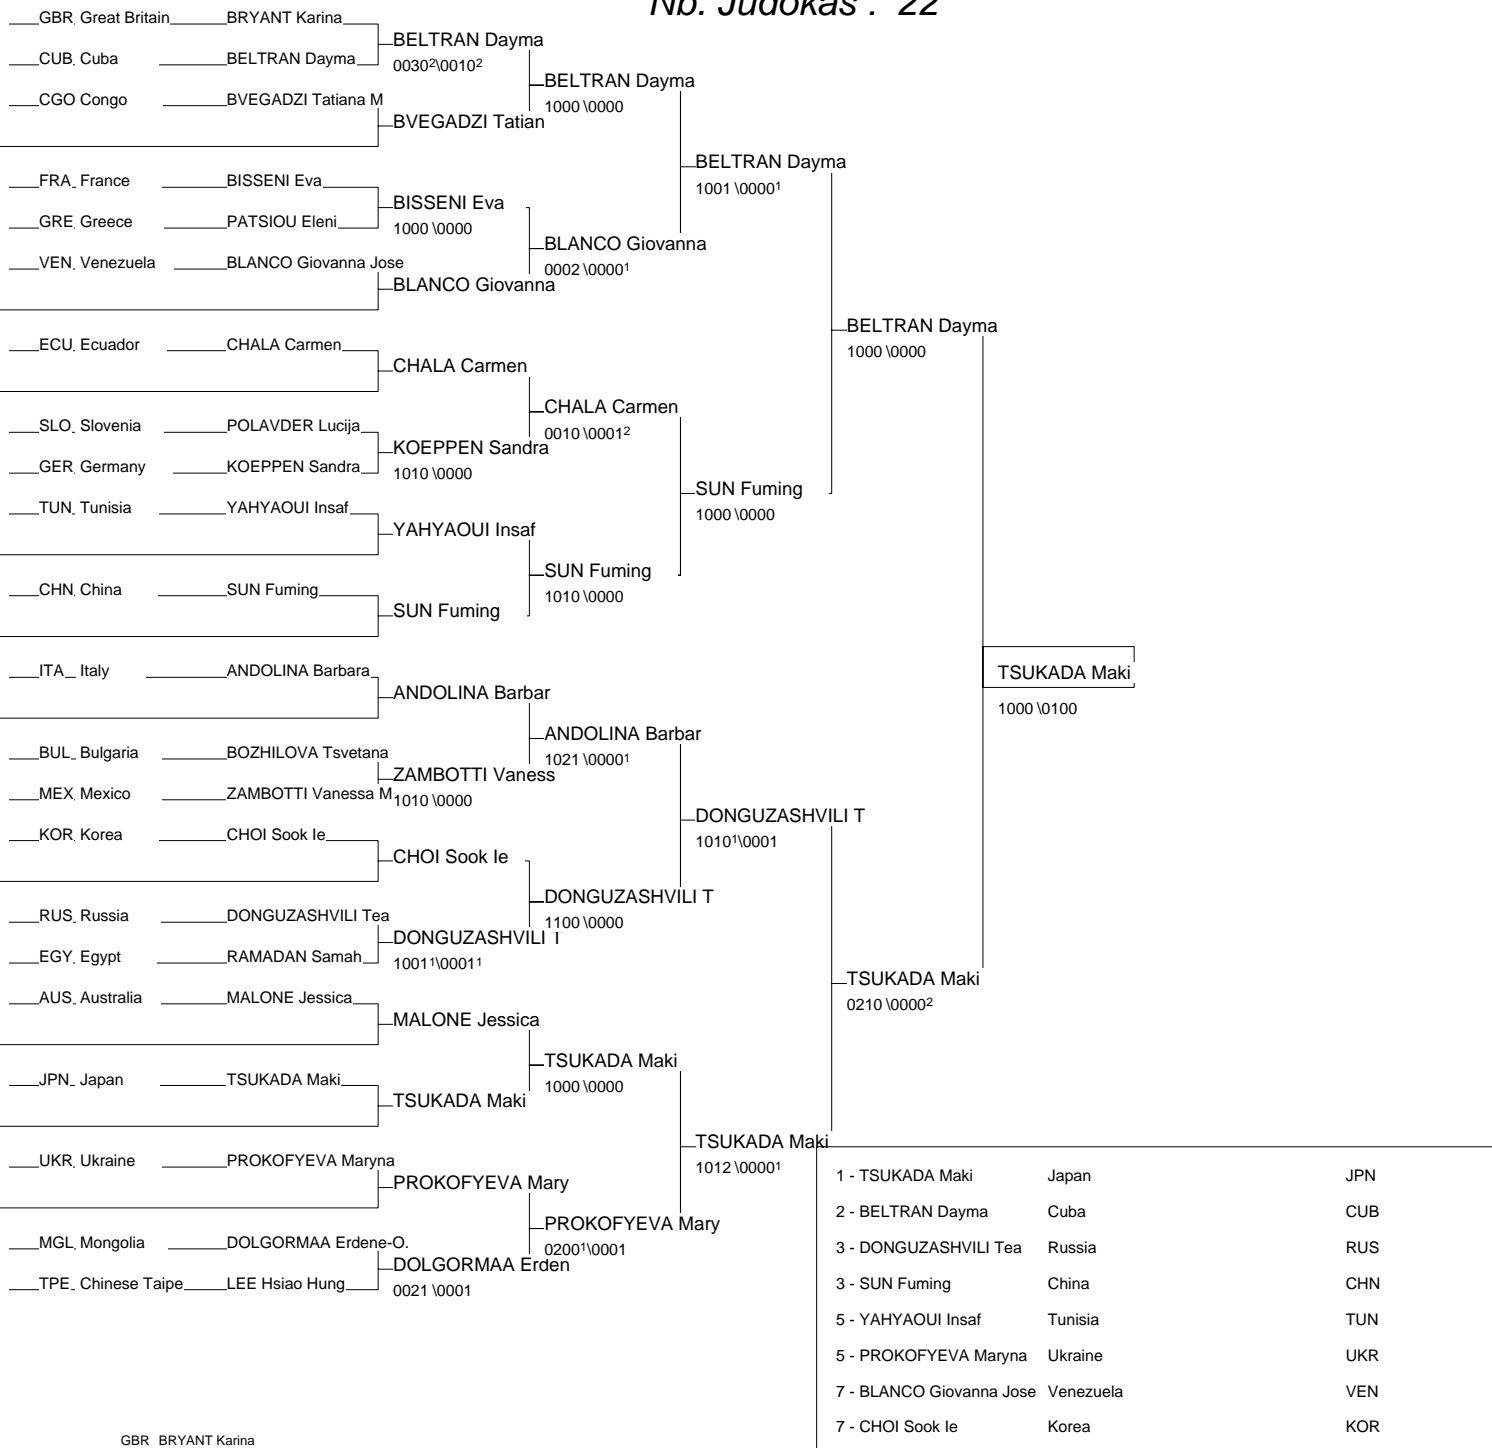 Nb. Judokas : 22
GBR Great Britain BRYANT Karina
BELTRAN Dayma
CUB Cuba BELTRAN Dayma
0030²\0010²
BELTRAN Dayma
CGO Congo BVEGADZI Tatiana M
1000 \0000
BVEGADZI Tatian
BELTRAN Dayma
FRA France BISSENI Eva
1001 \0000¹
BISSENI Eva
GRE Greece PATSIOU Eleni
1000 \0000
BLANCO Giovanna
VEN Venezuela BLANCO Giovanna Jose
0002 \0000¹
BLANCO Giovanna
BELTRAN Dayma
ECU Ecuador CHALA Carmen
1000 \0000
CHALA Carmen
CHALA Carmen
SLO Slovenia POLAVDER Lucija
0010 \0001²
KOEPPEN Sandra
GER Germany KOEPPEN Sandra
1010 \0000
SUN Fuming
TUN Tunisia YAHYAOUI Insaf
1000 \0000
YAHYAOUI Insaf
SUN Fuming
CHN China SUN Fuming
1010 \0000
SUN Fuming
ITA Italy ANDOLINA Barbara
TSUKADA Maki
ANDOLINA Barbar
1000 \0100
ANDOLINA Barbar
BUL Bulgaria BOZHILOVA Tsvetana
1021 \0000¹
ZAMBOTTI Vaness
MEX Mexico ZAMBOTTI Vanessa M
1010 \0000
DONGUZASHVILI T
KOR Korea CHOI Sook Ie
1010¹\0001
CHOI Sook Ie
DONGUZASHVILI T
RUS Russia DONGUZASHVILI Tea
1100 \0000
DONGUZASHVILI T
EGY Egypt RAMADAN Samah
1001¹\0001¹
TSUKADA Maki
AUS Australia MALONE Jessica
0210 \0000²
MALONE Jessica
TSUKADA Maki
JPN Japan TSUKADA Maki
1000 \0000
TSUKADA Maki
TSUKADA Maki
UKR Ukraine PROKOFYEVA Maryna
1012 \0000¹
PROKOFYEVA Mary
PROKOFYEVA Mary
MGL Mongolia DOLGORMAA Erdene-O.
0200¹\0001
DOLGORMAA Erden
TPE Chinese Taipe LEE Hsiao Hung
0021 \0001
1 - TSUKADA Maki Japan JPN
2 - BELTRAN Dayma Cuba CUB
3 - DONGUZASHVILI Tea Russia RUS
3 - SUN Fuming China CHN
5 - YAHYAOUI Insaf Tunisia TUN
5 - PROKOFYEVA Maryna Ukraine UKR
7 - BLANCO Giovanna Jose Venezuela VEN
7 - CHOI Sook Ie Korea KOR
GBR BRYANT Karina